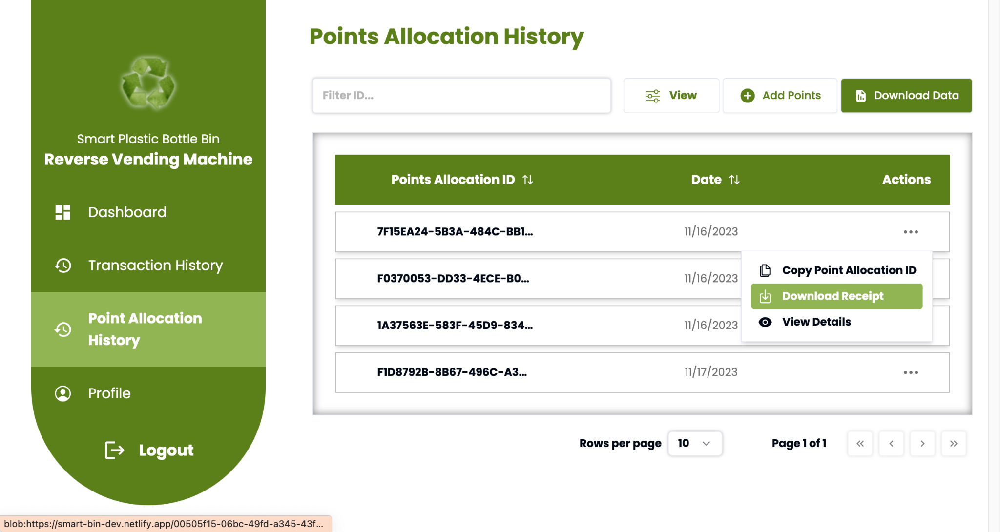 Smart Plastic Bottle Bin
Reverse Vending Machine
Dashboard
Transaction History
Point Allocation
History
Profile
Logout
Points Allocation History
Filter ID...
View
Add Points
Download Data
Points Allocation ID
Date
Actions
7F15EA24-5B3A-484C-BB1...
11/16/2023
F0370053-DD33-4ECE-B0...
11/16/2023
1A37563E-583F-45D9-834...
11/16/2023
F1D8792B-8B67-496C-A3...
11/17/2023
Copy Point Allocation ID
Download Receipt
View Details
Rows per page
10
Page 1 of 1
blob:https://smart-bin-dev.netlify.app/00505f15-06bc-49fd-a345-43f...